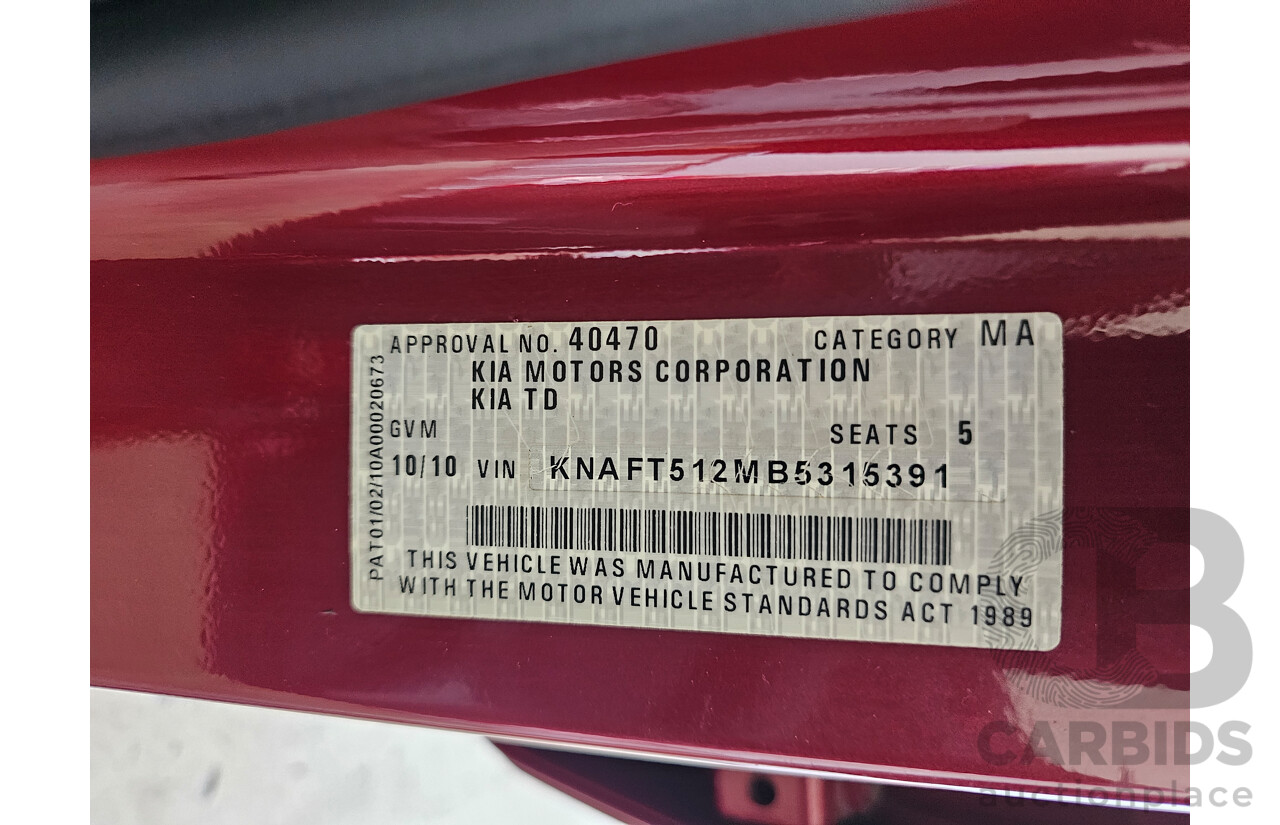 APPROVAL NO. 40470 CATEGORY MA
KIA MOTORS CORPORATION
KIA TD
GVM SEATS 5
10/10 VIN KNAFT512MB5315391
THIS VEHICLE WAS MANUFACTURED TO COMPLY
WITH THE MOTOR VEHICLE STANDARDS ACT 1989
PAT01/02/10A00020673
CARBIDS
auctionplace